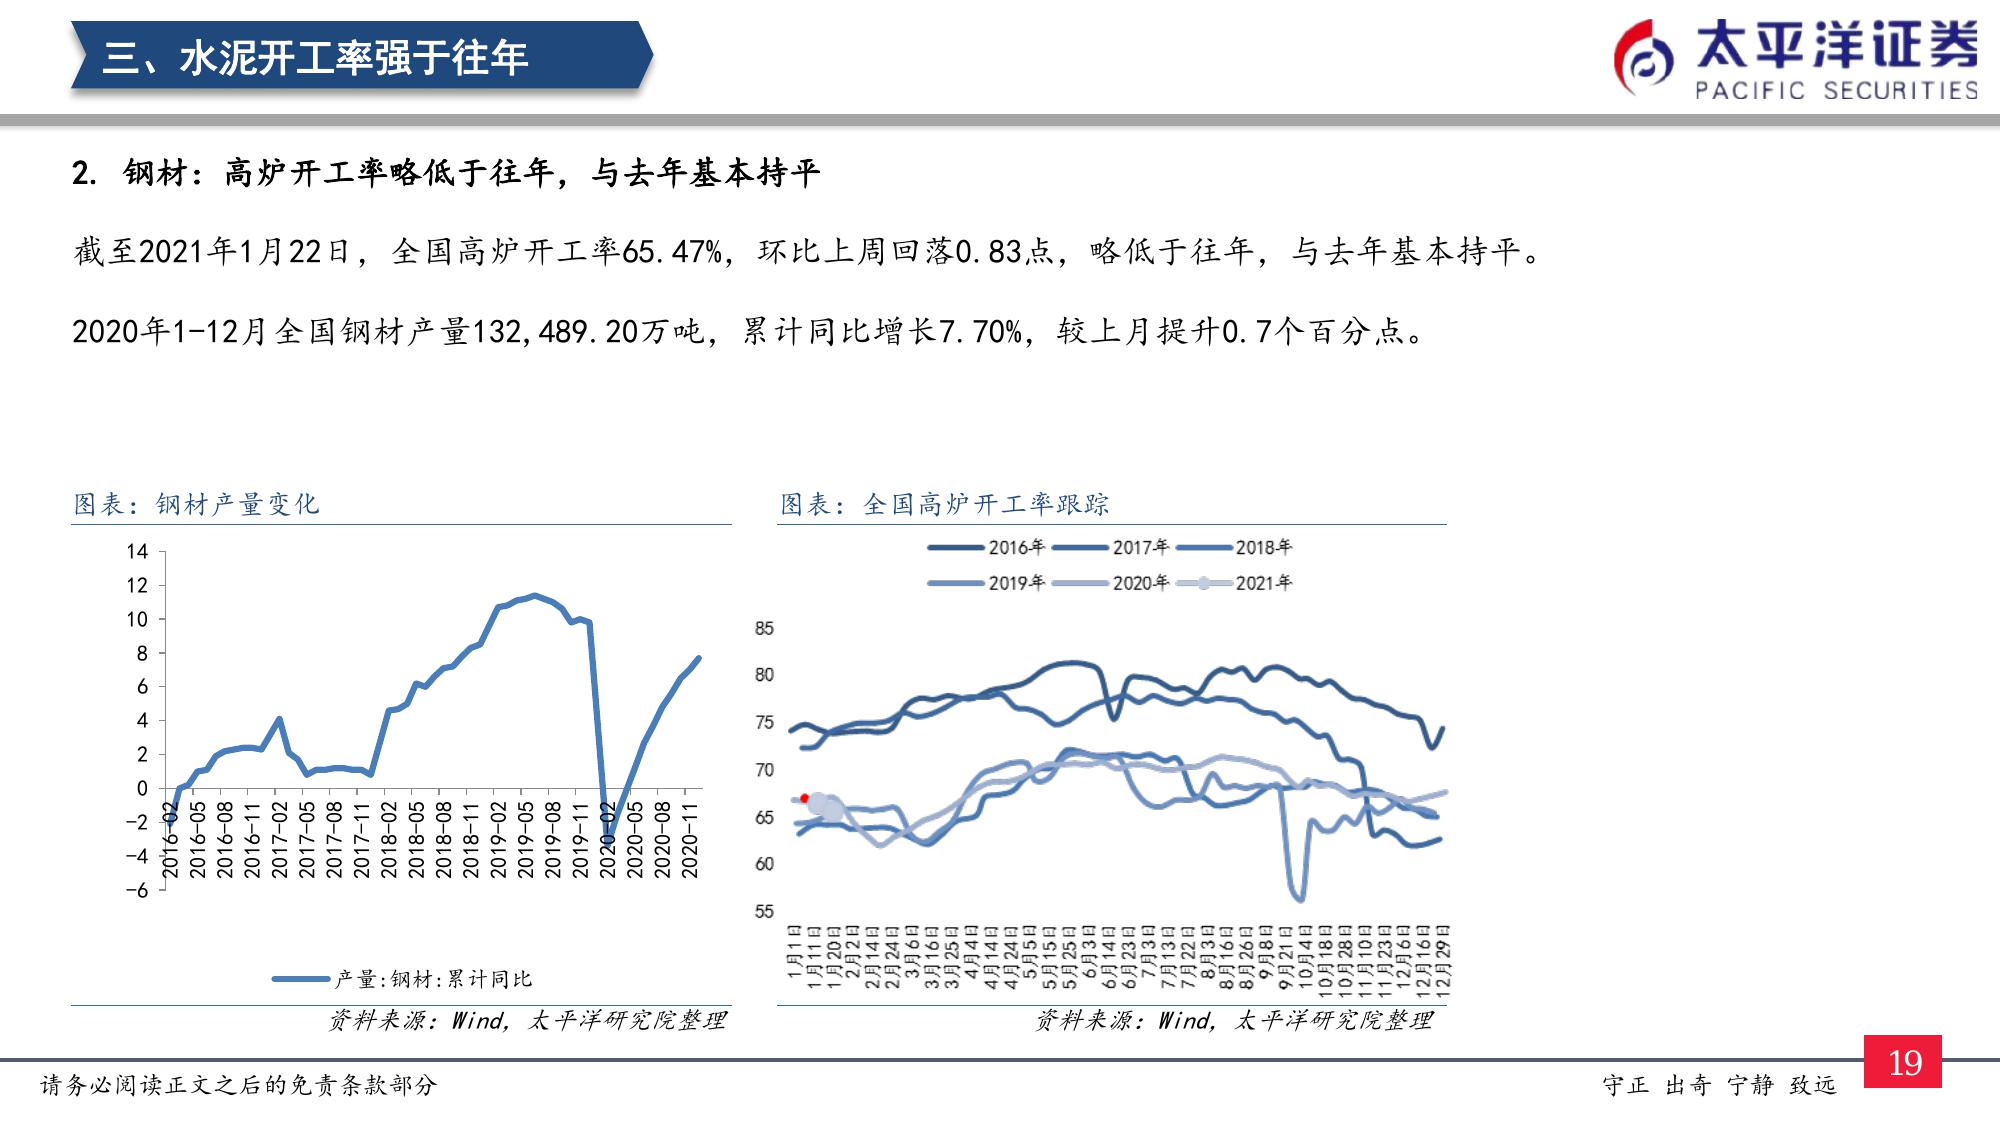 三、水泥开工率强于往年
太平洋证券
PACIFIC SECURITIES
2. 钢材：高炉开工率略低于往年，与去年基本持平
截至2021年1月22日，全国高炉开工率65.47%，环比上周回落0.83点，略低于往年，与去年基本持平。
2020年1-12月全国钢材产量132,489.20万吨，累计同比增长7.70%，较上月提升0.7个百分点。
图表：钢材产量变化
14
12
10
8
6
4
2
0
-2
-4
-6
2016-02
2016-05
2016-08
2016-11
2017-02
2017-05
2017-08
2017-11
2018-02
2018-05
2018-08
2018-11
2019-02
2019-05
2019-08
2019-11
2020-02
2020-05
2020-08
2020-11
产量:钢材:累计同比
资料来源：Wind，太平洋研究院整理
图表：全国高炉开工率跟踪
2016年 2017年 2018年
2019年 2020年 2021年
85
80
75
70
65
60
55
1月1日
1月11日
1月20日
2月2日
2月14日
2月24日
3月6日
3月16日
3月25日
4月4日
4月14日
4月24日
5月5日
5月15日
5月25日
6月3日
6月14日
6月23日
7月3日
7月13日
7月22日
8月3日
8月16日
8月26日
9月8日
9月21日
10月4日
10月18日
10月28日
11月10日
11月23日
12月6日
12月16日
12月29日
资料来源：Wind，太平洋研究院整理
请务必阅读正文之后的免责条款部分
守正 出奇 宁静 致远
19